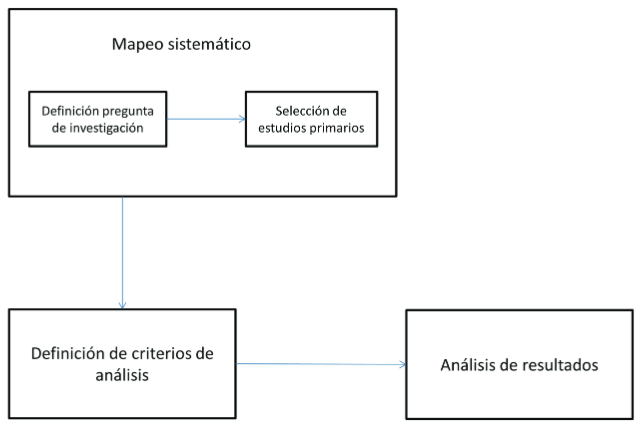 Mapeo sistemático
Definición pregunta
de investigación
Selección de
estudios primarios
Definición de criterios de
análisis
Análisis de resultados